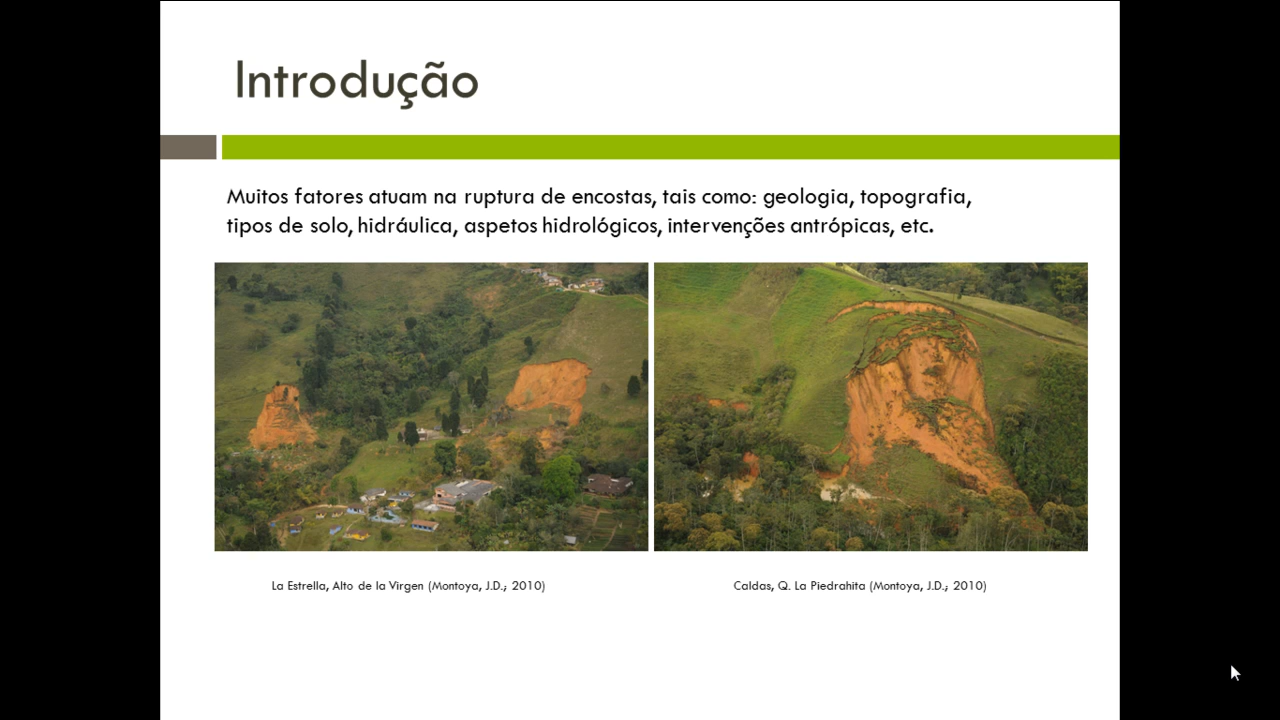 Introdução
Muitos fatores atuam na ruptura de encostas, tais como: geologia, topografia,
tipos de solo, hidráulica, aspetos hidrológicos, intervenções antrópicas, etc.
La Estrella, Alto de la Virgen (Montoya, J.D.; 2010)
Caldas, Q. La Piedrahita (Montoya, J.D.; 2010)